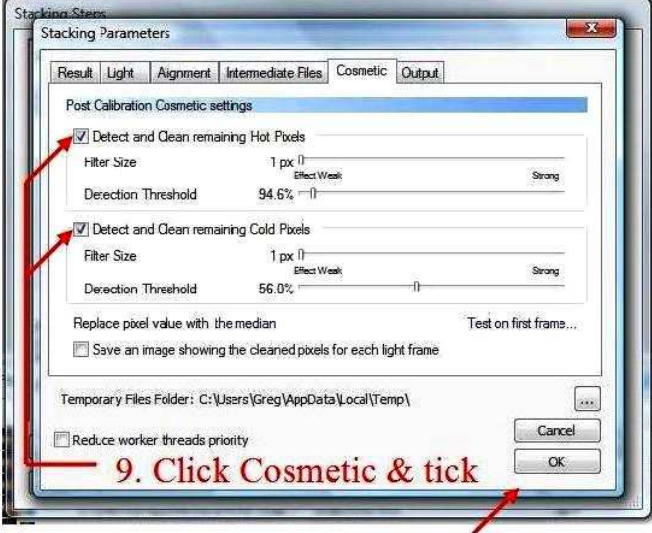 Stacking Steps
Stacking Parameters
Result Light Aignment Intermediate Files Cosmetic Output
Post Calibration Cosmetic settings
Detect and Clean remaining Hot Pixels
Filter Size 1 px
Effect Weak Strong
Detection Threshold 94.6%
Detect and Clean remaining Cold Pixels
Filter Size 1 px
Effect Weak Strong
Detection Threshold 56.0%
Replace pixel value with the median Test on first frame...
Save an image showing the cleaned pixels for each light frame
Temporary Files Folder: C:\Users\Greg\AppData\Local\Temp\ ...
Cancel
Reduce worker threads priority
OK
9. Click Cosmetic & tick